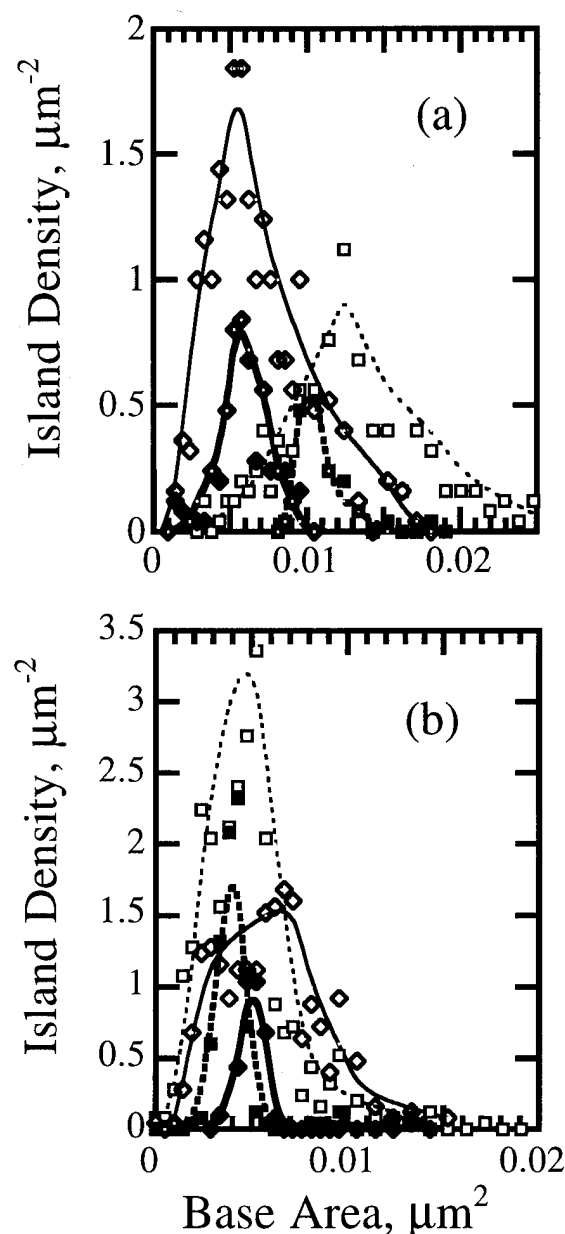 (a)
Island Density, μm⁻²
2
1.5
1
0.5
0
0 0.01 0.02
(b)
Island Density, μm⁻²
3.5
3
2.5
2
1.5
1
0.5
0
0 0.01 0.02
Base Area, μm²